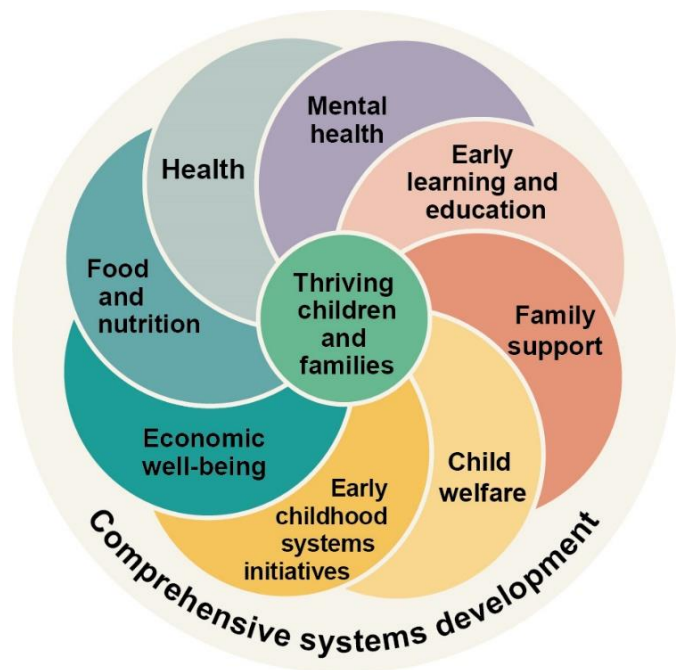 Mental
health
Early
learning and
education
Family
support
Child
welfare
Early
childhood
systems
initiatives
Economic
well-being
Food
and
nutrition
Health
Thriving
children
and
families
Comprehensive systems development